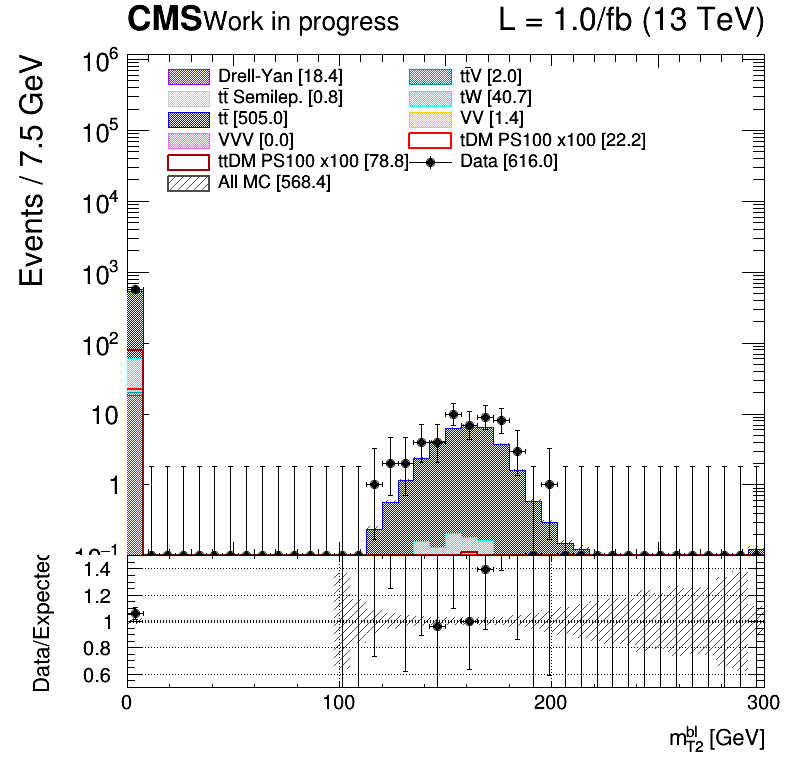 CMS Work in progress L = 1.0/fb (13 TeV)
Events / 7.5 GeV
10⁶
10⁵
10⁴
10³
10²
10
1
10⁻¹
Drell-Yan [18.4]
tt̄ Semilep. [0.8]
tt̄ [505.0]
VVV [0.0]
ttDM PS100 x100 [78.8]
All MC [568.4]
tt̄V [2.0]
tW [40.7]
VV [1.4]
tDM PS100 x100 [22.2]
Data [616.0]
Data/Expected
1.4
1.2
1
0.8
0.6
0 100 200 300
m_{T2}^{bl} [GeV]